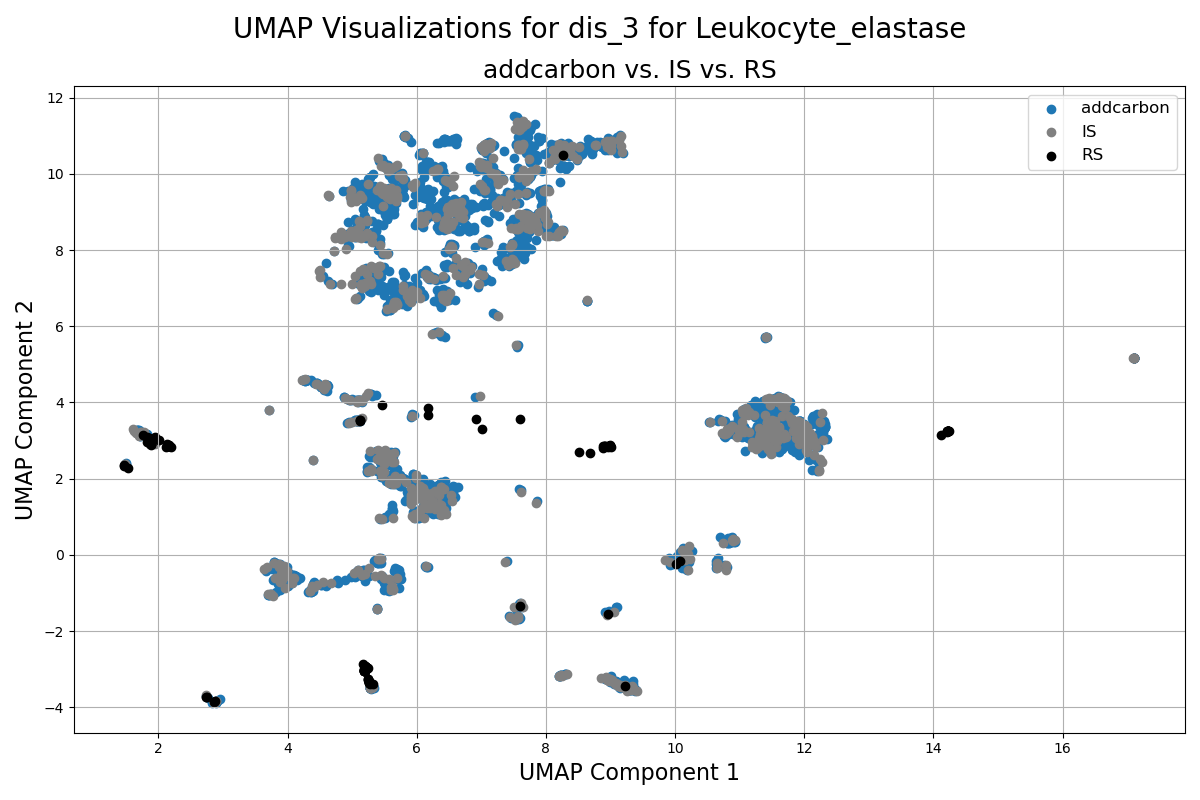 UMAP Visualizations for dis_3 for Leukocyte_elastase
addcarbon vs. IS vs. RS
addcarbon
IS
RS
12
10
8
6
4
2
0
−2
−4
UMAP Component 2
2
4
6
8
10
12
14
16
UMAP Component 1